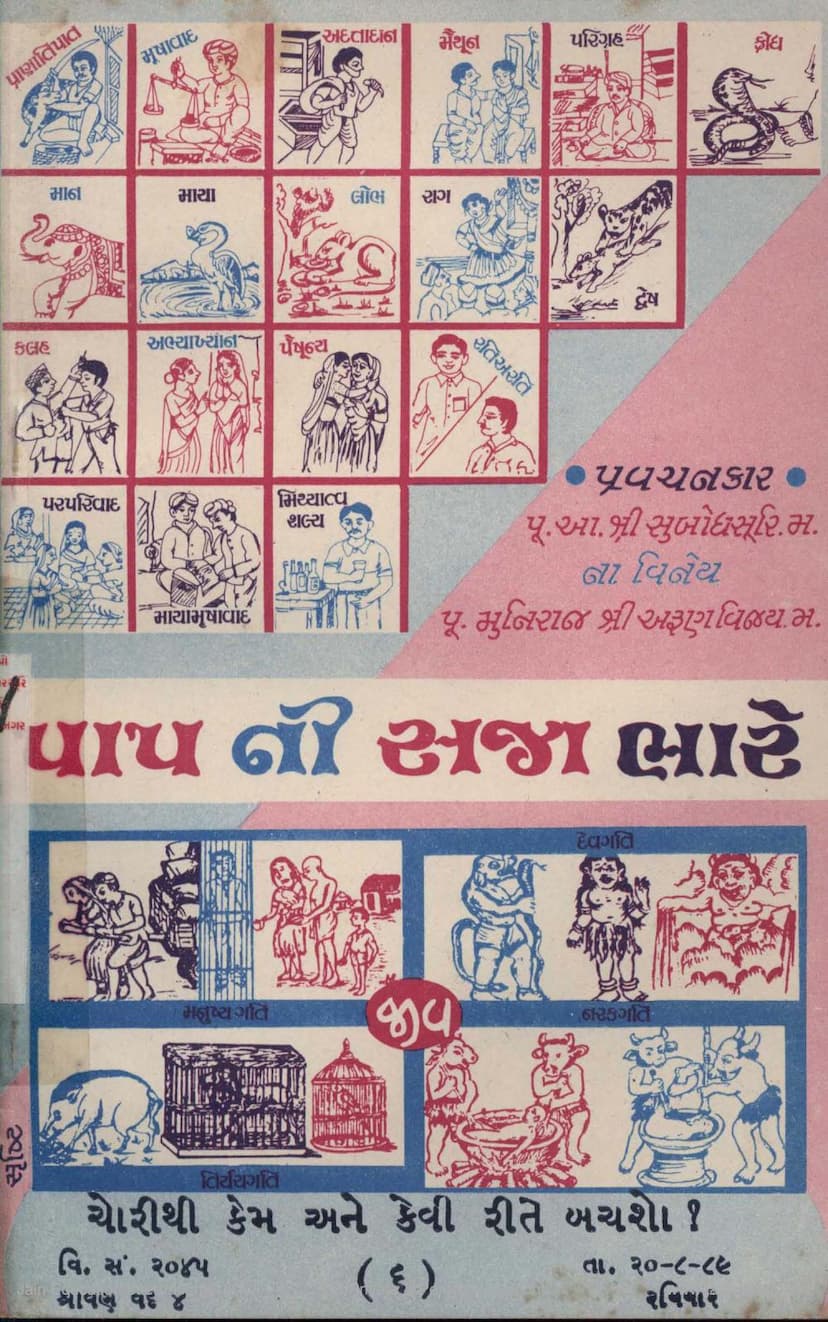 પ્રાણાતિપાત
મૃષાવાદ
અદત્તાદાન
મૈથૂન
પરિગ્રહ
ક્રોધ
માન
માયા
લોભ
રાગ
દ્વેષ
કલહ
અભ્યાખ્યાન
પૈષૂન્ય
રતિઅરતિ
પરપરિવાદ
માયામૃષાવાદ
મિથ્યાત્વ
શલ્ય
પ્રવચનકાર
પૂ. આ. શ્રી સુબોધસૂરિ. મ.
ના વિનેય
પૂ. મુનિરાજ શ્રી અરૂણવિજય. મ.
પાપ ની સજા ભારે
દેવગતિ
મનુષ્યગતિ
જીવ
નરકગતિ
તિર્યંચગતિ
સૃષ્ટિ
ચોરીથી કેમ અને કેવી રીતે બચશો?
વિ. સં. ૨૦૪૫
શ્રાવણ વદ ૪
(૬)
તા. ૨૦-૮-૮૯
રવિવાર